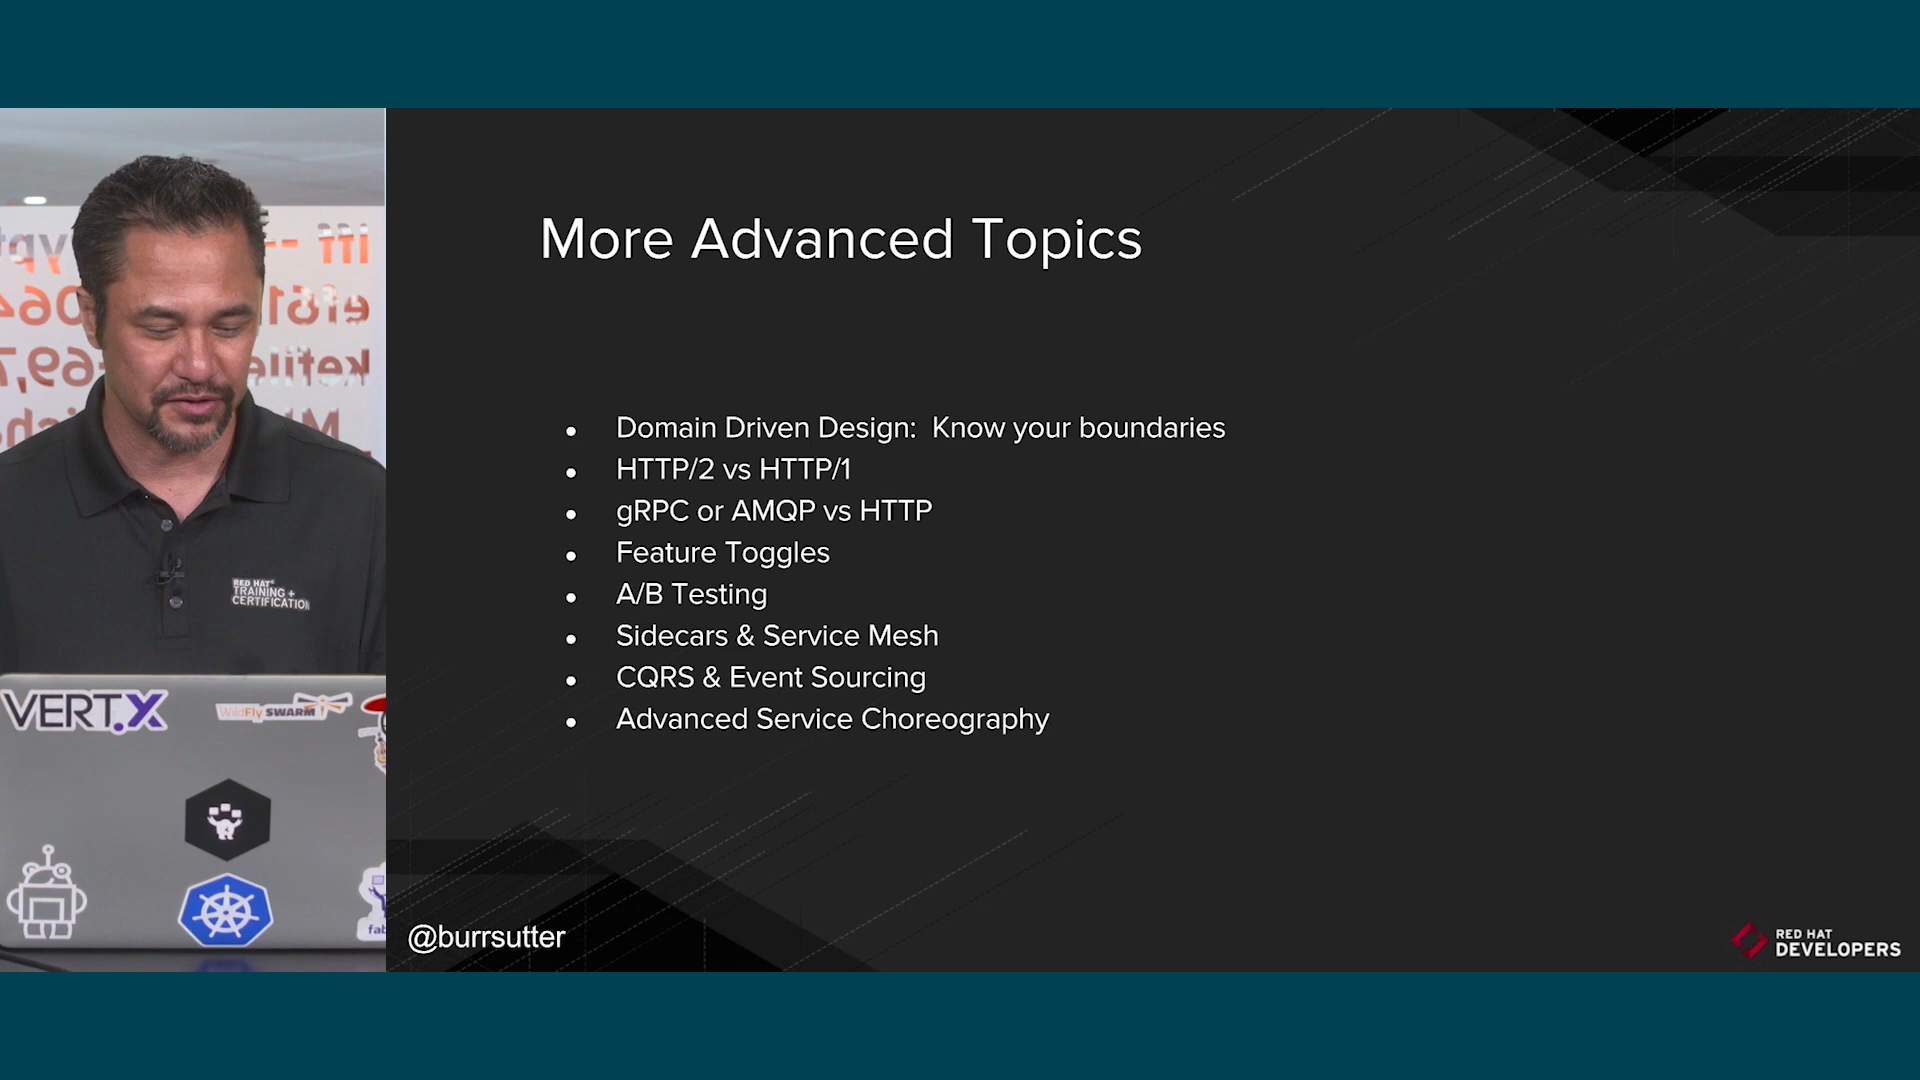 More Advanced Topics
Domain Driven Design: Know your boundaries
HTTP/2 vs HTTP/1
gRPC or AMQP vs HTTP
Feature Toggles
A/B Testing
Sidecars & Service Mesh
CQRS & Event Sourcing
Advanced Service Choreography
@burrsutter
RED HAT
DEVELOPERS
RED HAT
TRAINING +
CERTIFICATION
VERT.X
WildFly SWARM
fab